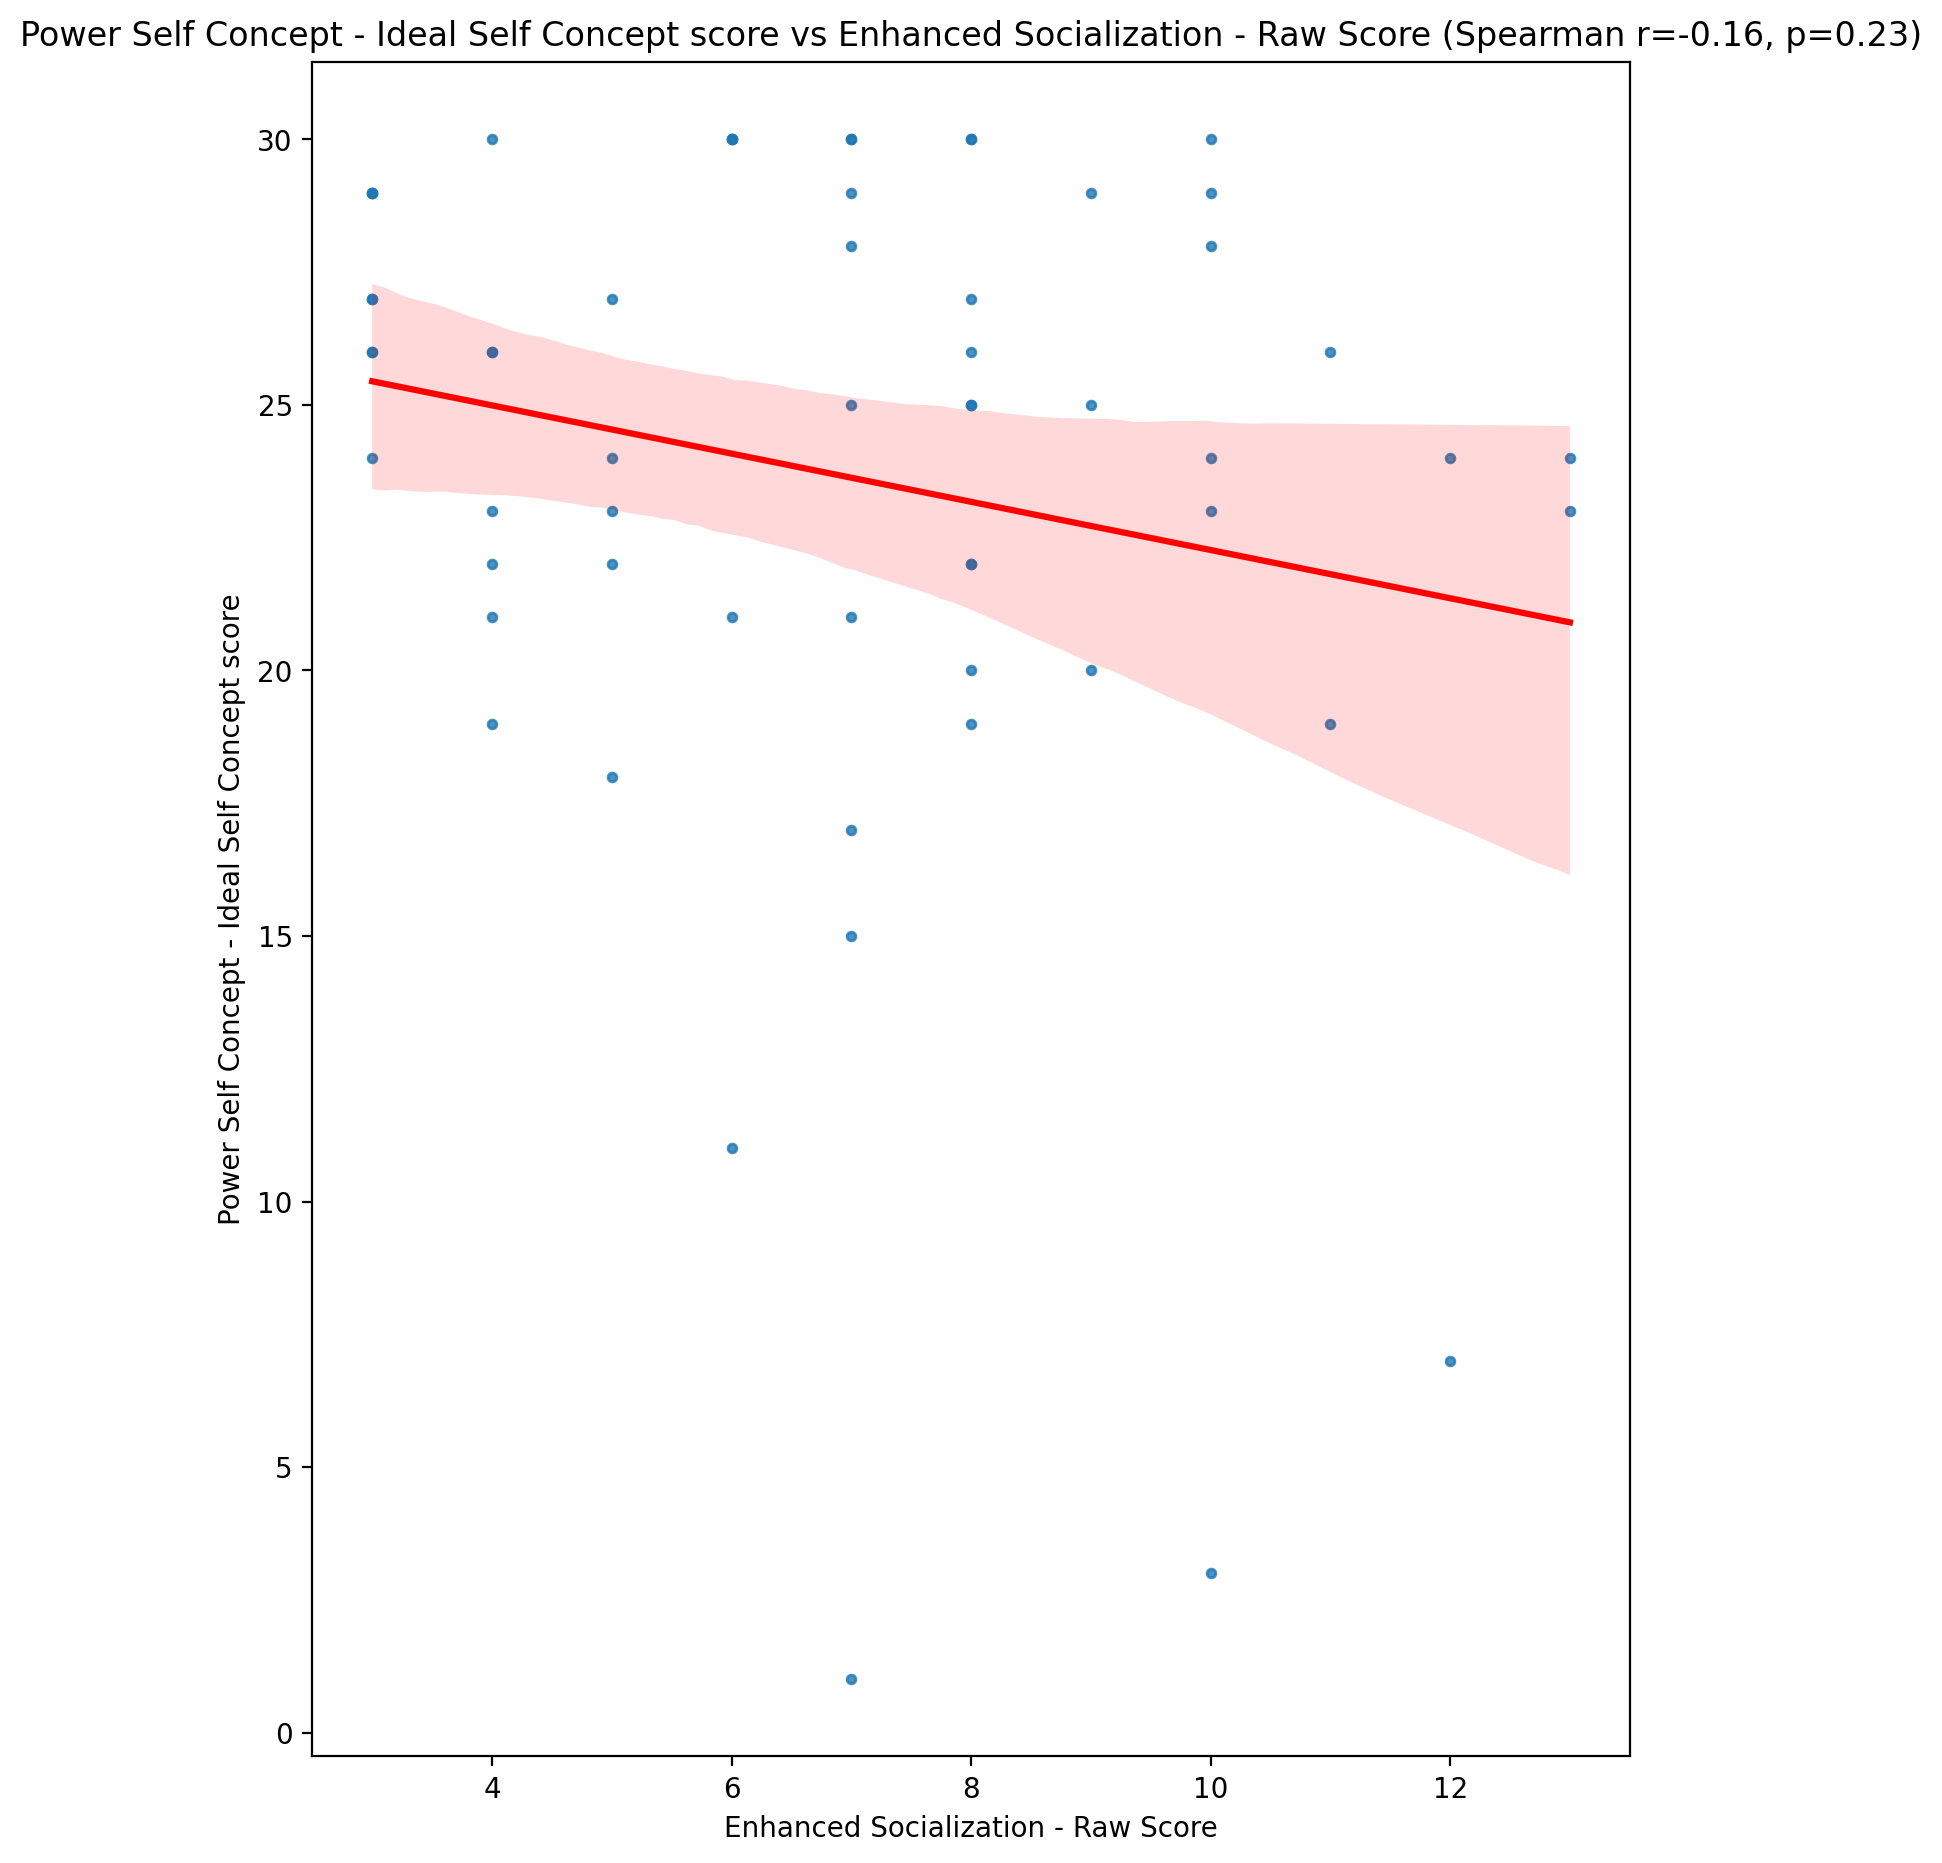 Power Self Concept - Ideal Self Concept score vs Enhanced Socialization - Raw Score (Spearman r=-0.16, p=0.23)
Power Self Concept - Ideal Self Concept score
30
25
20
15
10
5
0
4 6 8 10 12
Enhanced Socialization - Raw Score